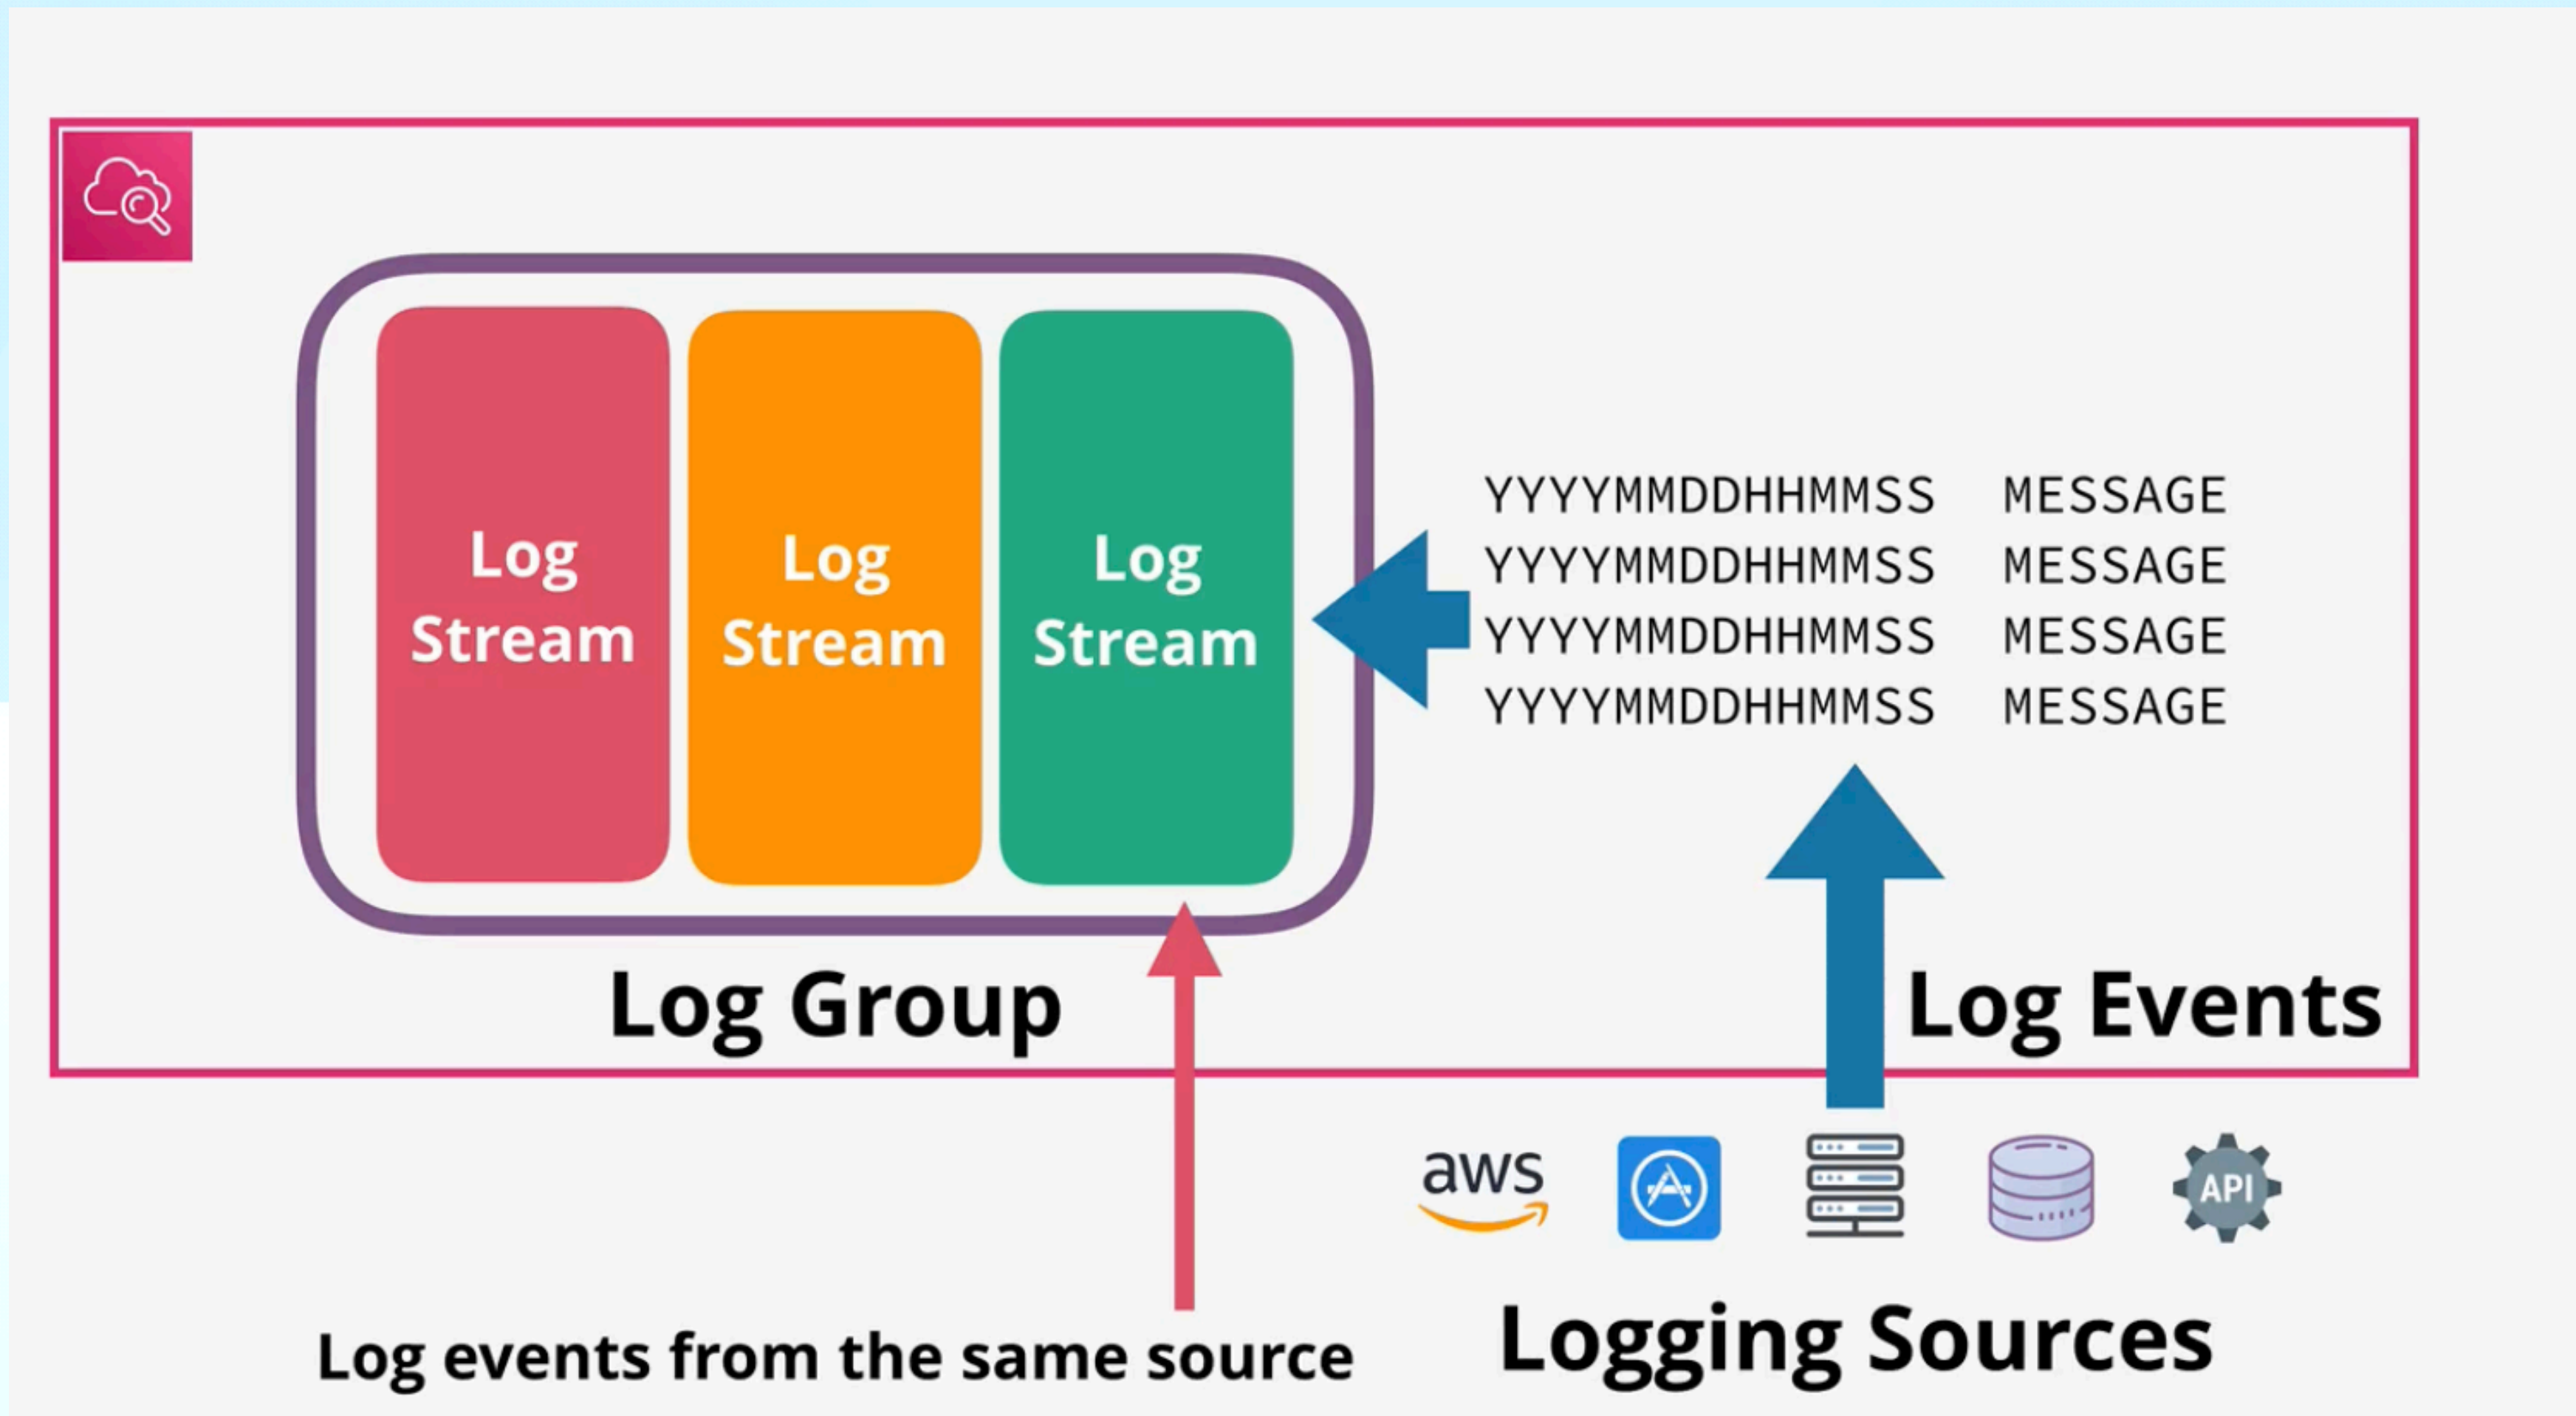 Log
Stream
Log
Stream
Log
Stream
YYYYMMDDHHMMSS MESSAGE
YYYYMMDDHHMMSS MESSAGE
YYYYMMDDHHMMSS MESSAGE
YYYYMMDDHHMMSS MESSAGE
Log Group
Log Events
aws
API
Log events from the same source
Logging Sources